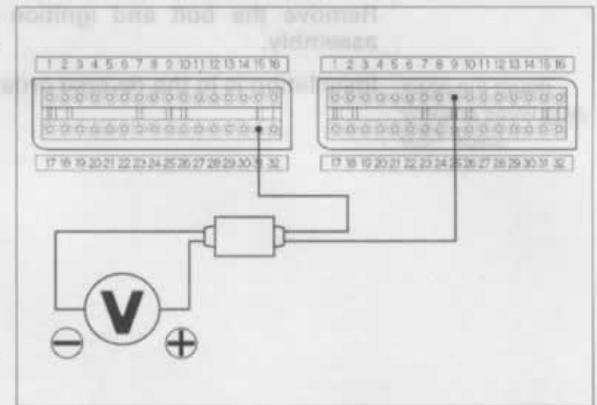 Remove the bolt and ignition
assembly.
1 2 3 4 5 6 7 8 9 10 11 12 13 14 15 16
1 2 3 4 5 6 7 8 9 10 11 12 13 14 15 16
17 18 19 20 21 22 23 24 25 26 27 28 29 30 31 32
17 18 19 20 21 22 23 24 25 26 27 28 29 30 31 32
V
− +